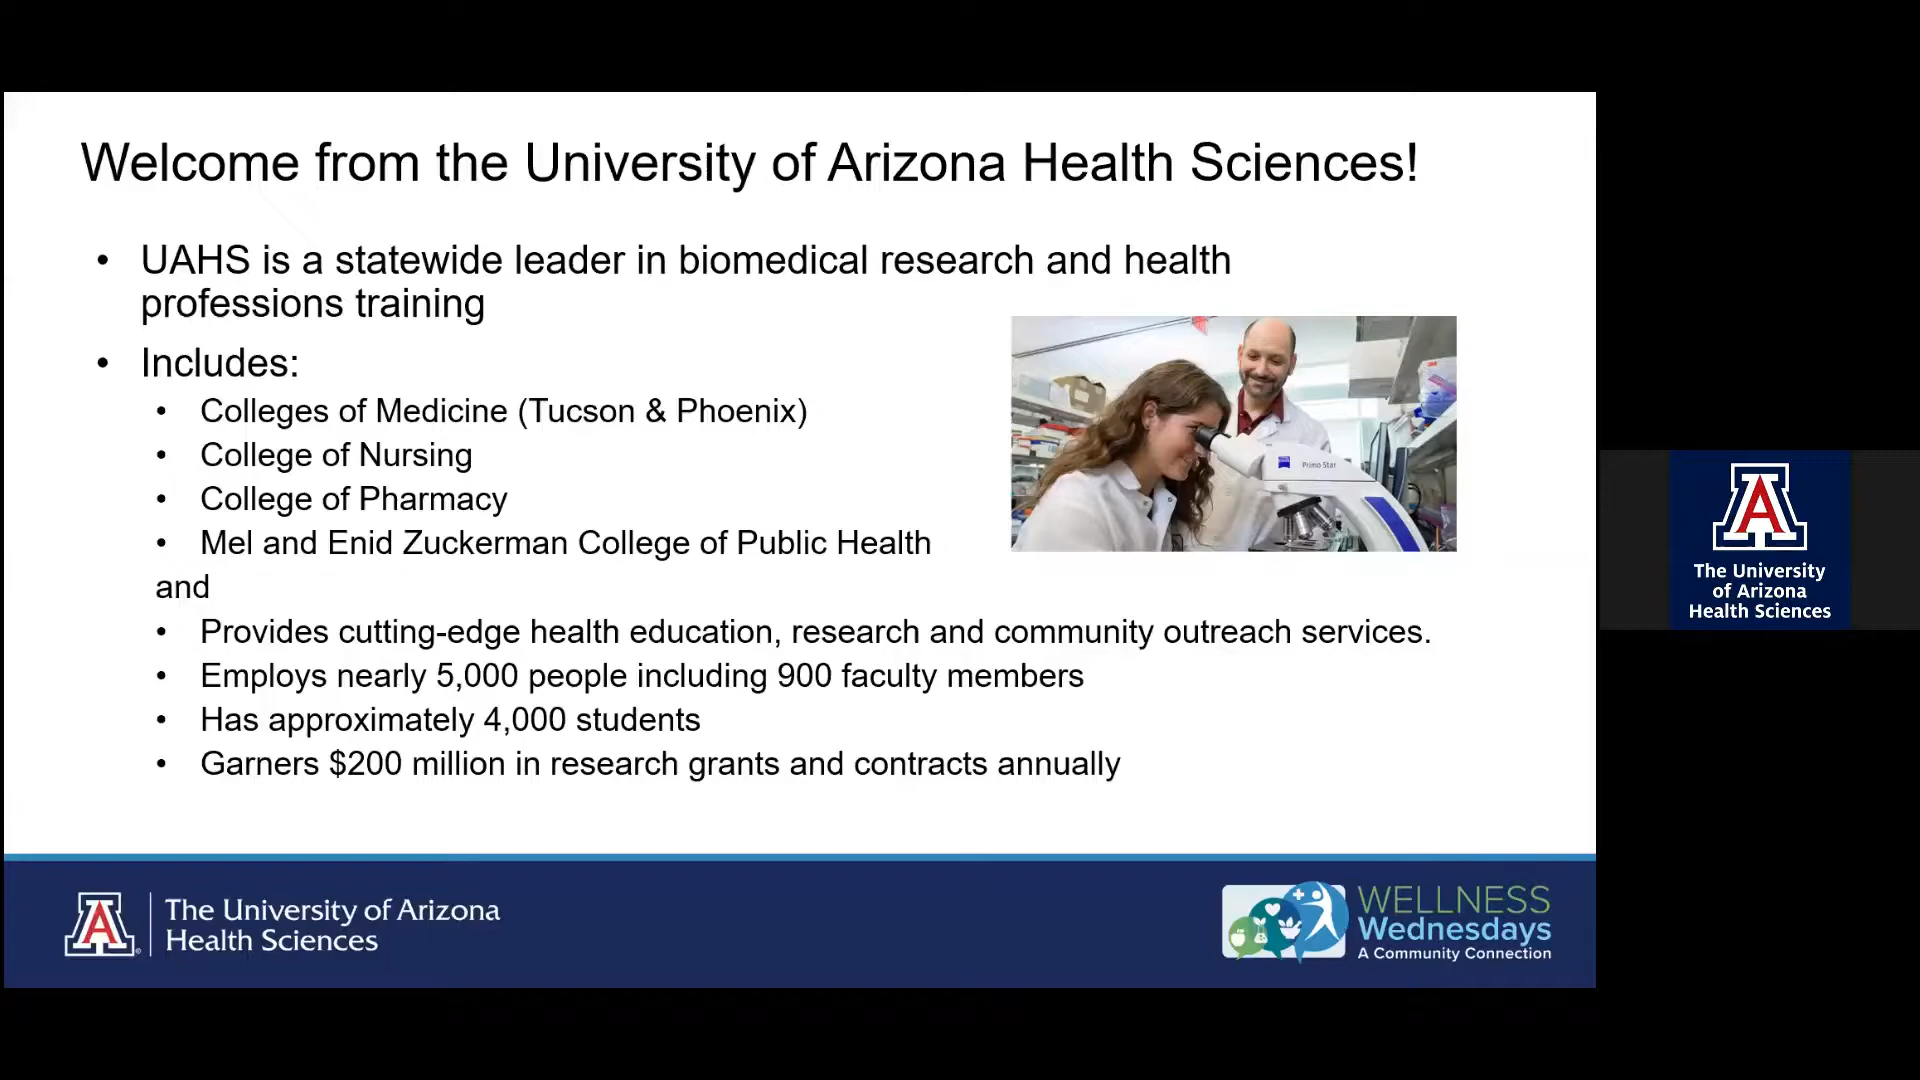 Welcome from the University of Arizona Health Sciences!
• UAHS is a statewide leader in biomedical research and health
professions training
• Includes:
• Colleges of Medicine (Tucson & Phoenix)
• College of Nursing
• College of Pharmacy
• Mel and Enid Zuckerman College of Public Health
and
• Provides cutting-edge health education, research and community outreach services.
• Employs nearly 5,000 people including 900 faculty members
• Has approximately 4,000 students
• Garners $200 million in research grants and contracts annually
Primo Star
A
The University of Arizona
Health Sciences
WELLNESS
Wednesdays
A Community Connection
A
The University
of Arizona
Health Sciences